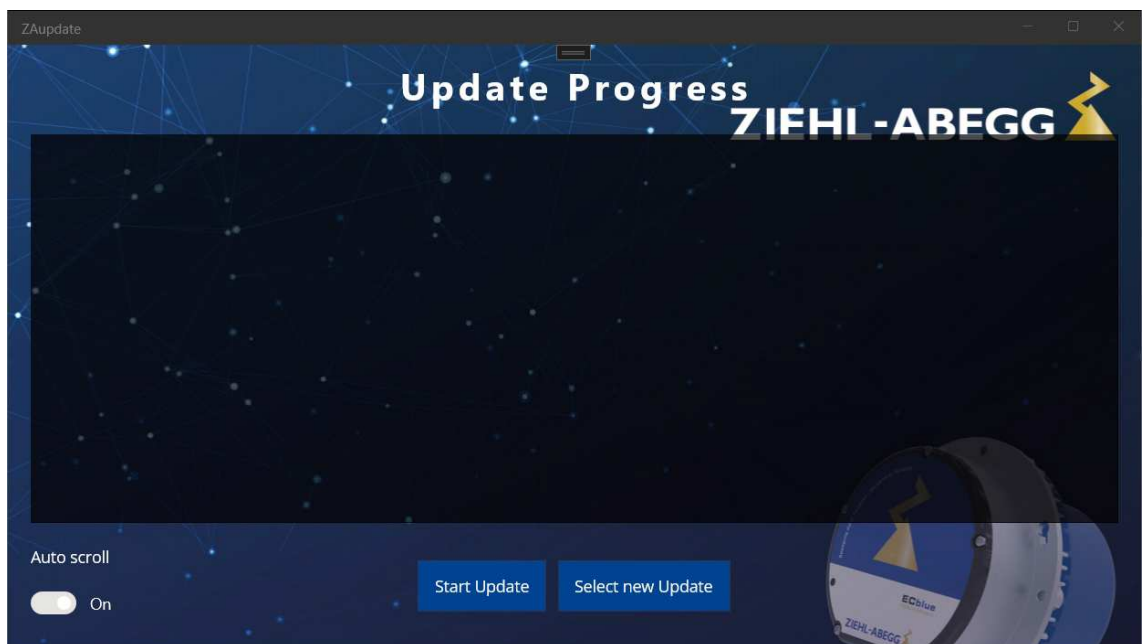 ZAupdate
Update Progress
ZIEHL-ABEGG
Auto scroll
On
Start Update
Select new Update
ECblue
ZIEHL-ABEGG